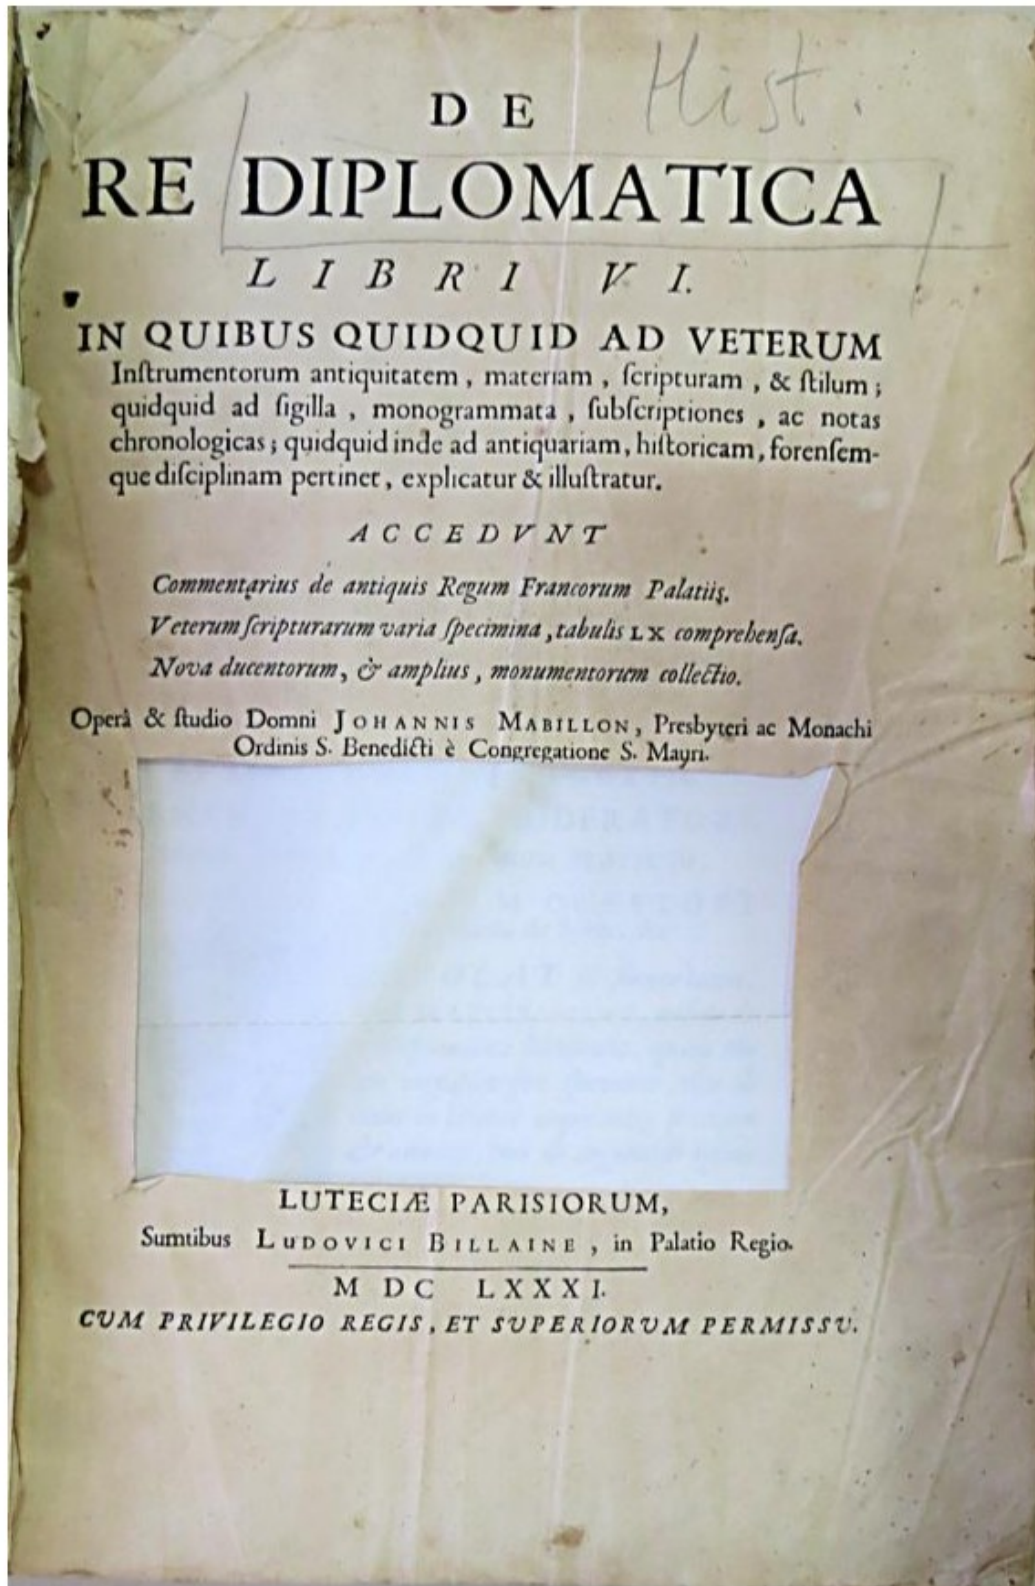 Hist.
DE
RE DIPLOMATICA
LIBRI VI.
IN QUIBUS QUIDQUID AD VETERUM
Inſtrumentorum antiquitatem, materiam, ſcripturam, & ſtilum;
quidquid ad ſigilla, monogrammata, ſubſcriptiones, ac notas
chronologicas; quidquid inde ad antiquariam, hiſtoricam, forenſem-
que diſciplinam pertinet, explicatur & illuſtratur.
ACCEDVNT
Commentarius de antiquis Regum Francorum Palatiis.
Veterum ſcripturarum varia ſpecimina, tabulis LX comprehenſa.
Nova ducentorum, & amplius, monumentorum collectio.
Operâ & ſtudio Domni JOHANNIS MABILLON, Presbyteri ac Monachi
Ordinis S. Benedicti è Congregatione S. Mauri.
LUTECIÆ PARISIORUM,
Sumtibus LUDOVICI BILLAINE, in Palatio Regio.
M DC LXXXI.
CVM PRIVILEGIO REGIS, ET SVPERIORVM PERMISSV.